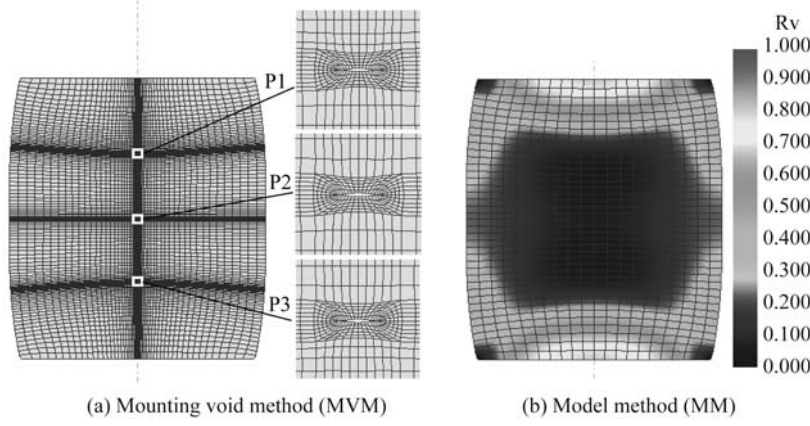 Rv
1.000
0.900
0.800
0.700
0.600
0.500
0.400
0.300
0.200
0.100
0.000
P1
P2
P3
(a) Mounting void method (MVM)
(b) Model method (MM)